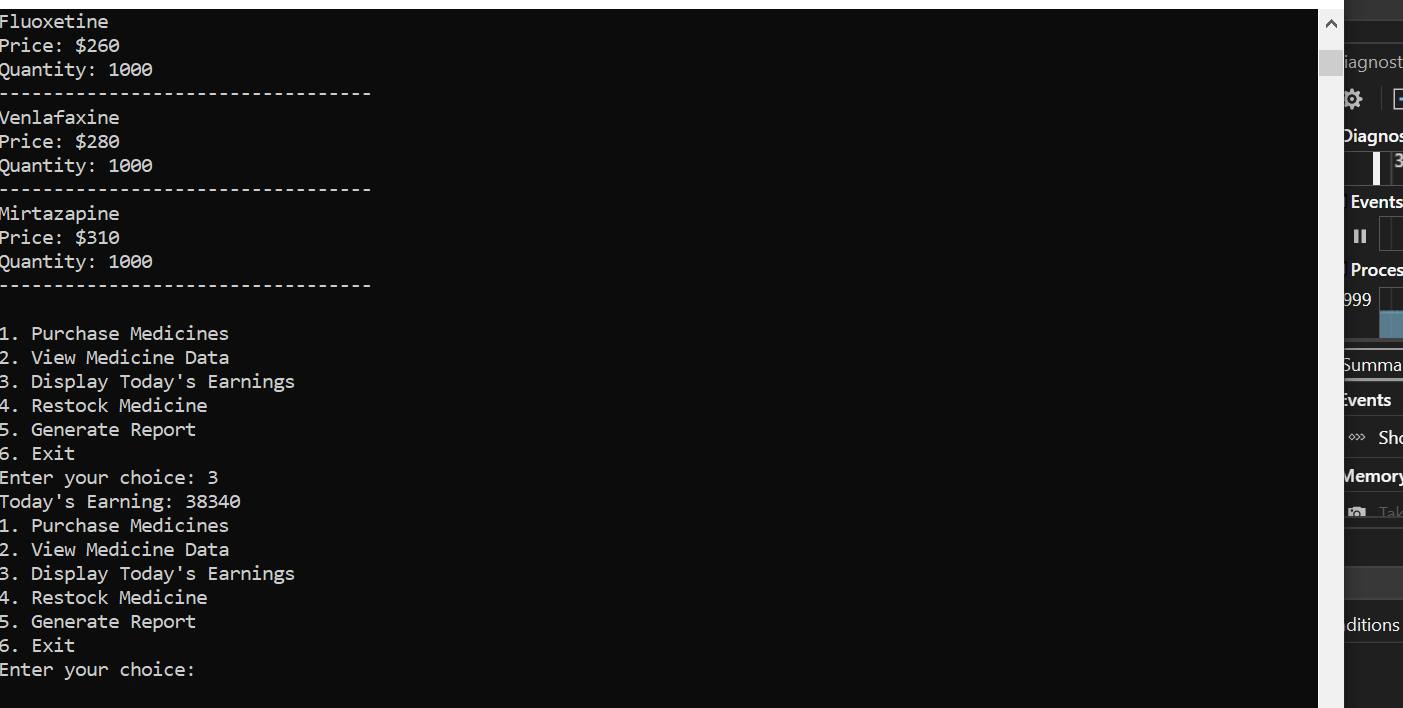 Fluoxetine
Price: $260
Quantity: 1000
----------------------------------
Venlafaxine
Price: $280
Quantity: 1000
----------------------------------
Mirtazapine
Price: $310
Quantity: 1000
----------------------------------
1. Purchase Medicines
2. View Medicine Data
3. Display Today's Earnings
4. Restock Medicine
5. Generate Report
6. Exit
Enter your choice: 3
Today's Earning: 38340
1. Purchase Medicines
2. View Medicine Data
3. Display Today's Earnings
4. Restock Medicine
5. Generate Report
6. Exit
Enter your choice:
iagnost
Diagnos
3
Events
Proces
999
Summa
Events
Sho
Memory
Tak
ditions